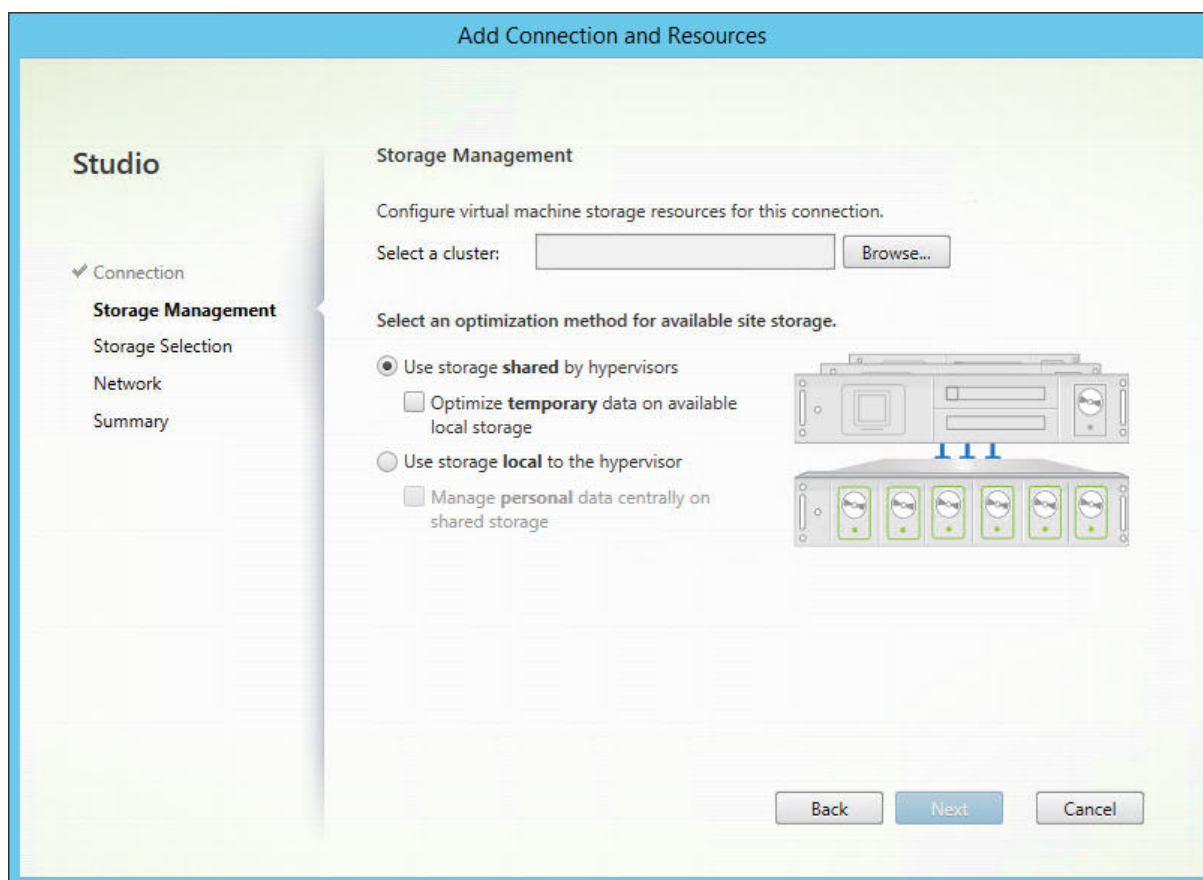 Add Connection and Resources
Studio
Connection
Storage Management
Storage Selection
Network
Summary
Storage Management
Configure virtual machine storage resources for this connection.
Select a cluster:
Browse...
Select an optimization method for available site storage.
Use storage shared by hypervisors
Optimize temporary data on available
local storage
Use storage local to the hypervisor
Manage personal data centrally on
shared storage
Back
Next
Cancel